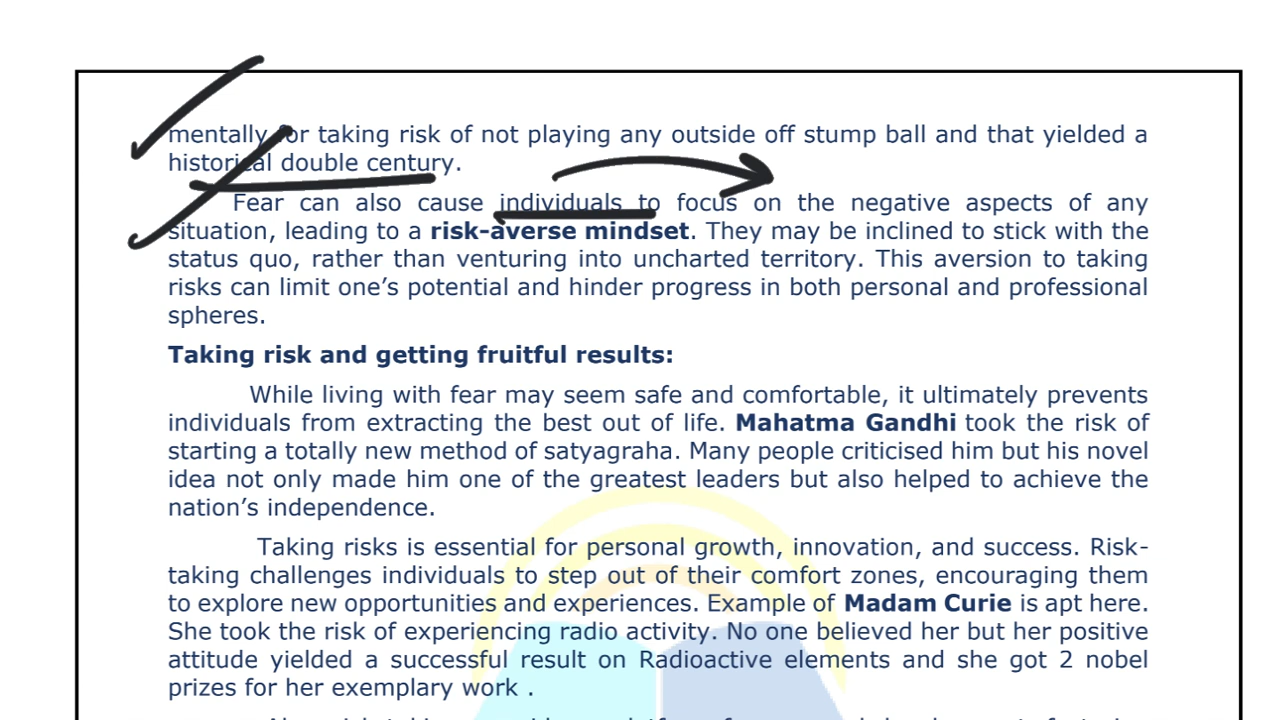 mentally for taking risk of not playing any outside off stump ball and that yielded a
historical double century.
Fear can also cause individuals to focus on the negative aspects of any
situation, leading to a risk-averse mindset. They may be inclined to stick with the
status quo, rather than venturing into uncharted territory. This aversion to taking
risks can limit one’s potential and hinder progress in both personal and professional
spheres.
Taking risk and getting fruitful results:
While living with fear may seem safe and comfortable, it ultimately prevents
individuals from extracting the best out of life. Mahatma Gandhi took the risk of
starting a totally new method of satyagraha. Many people criticised him but his novel
idea not only made him one of the greatest leaders but also helped to achieve the
nation’s independence.
Taking risks is essential for personal growth, innovation, and success. Risk-
taking challenges individuals to step out of their comfort zones, encouraging them
to explore new opportunities and experiences. Example of Madam Curie is apt here.
She took the risk of experiencing radio activity. No one believed her but her positive
attitude yielded a successful result on Radioactive elements and she got 2 nobel
prizes for her exemplary work .